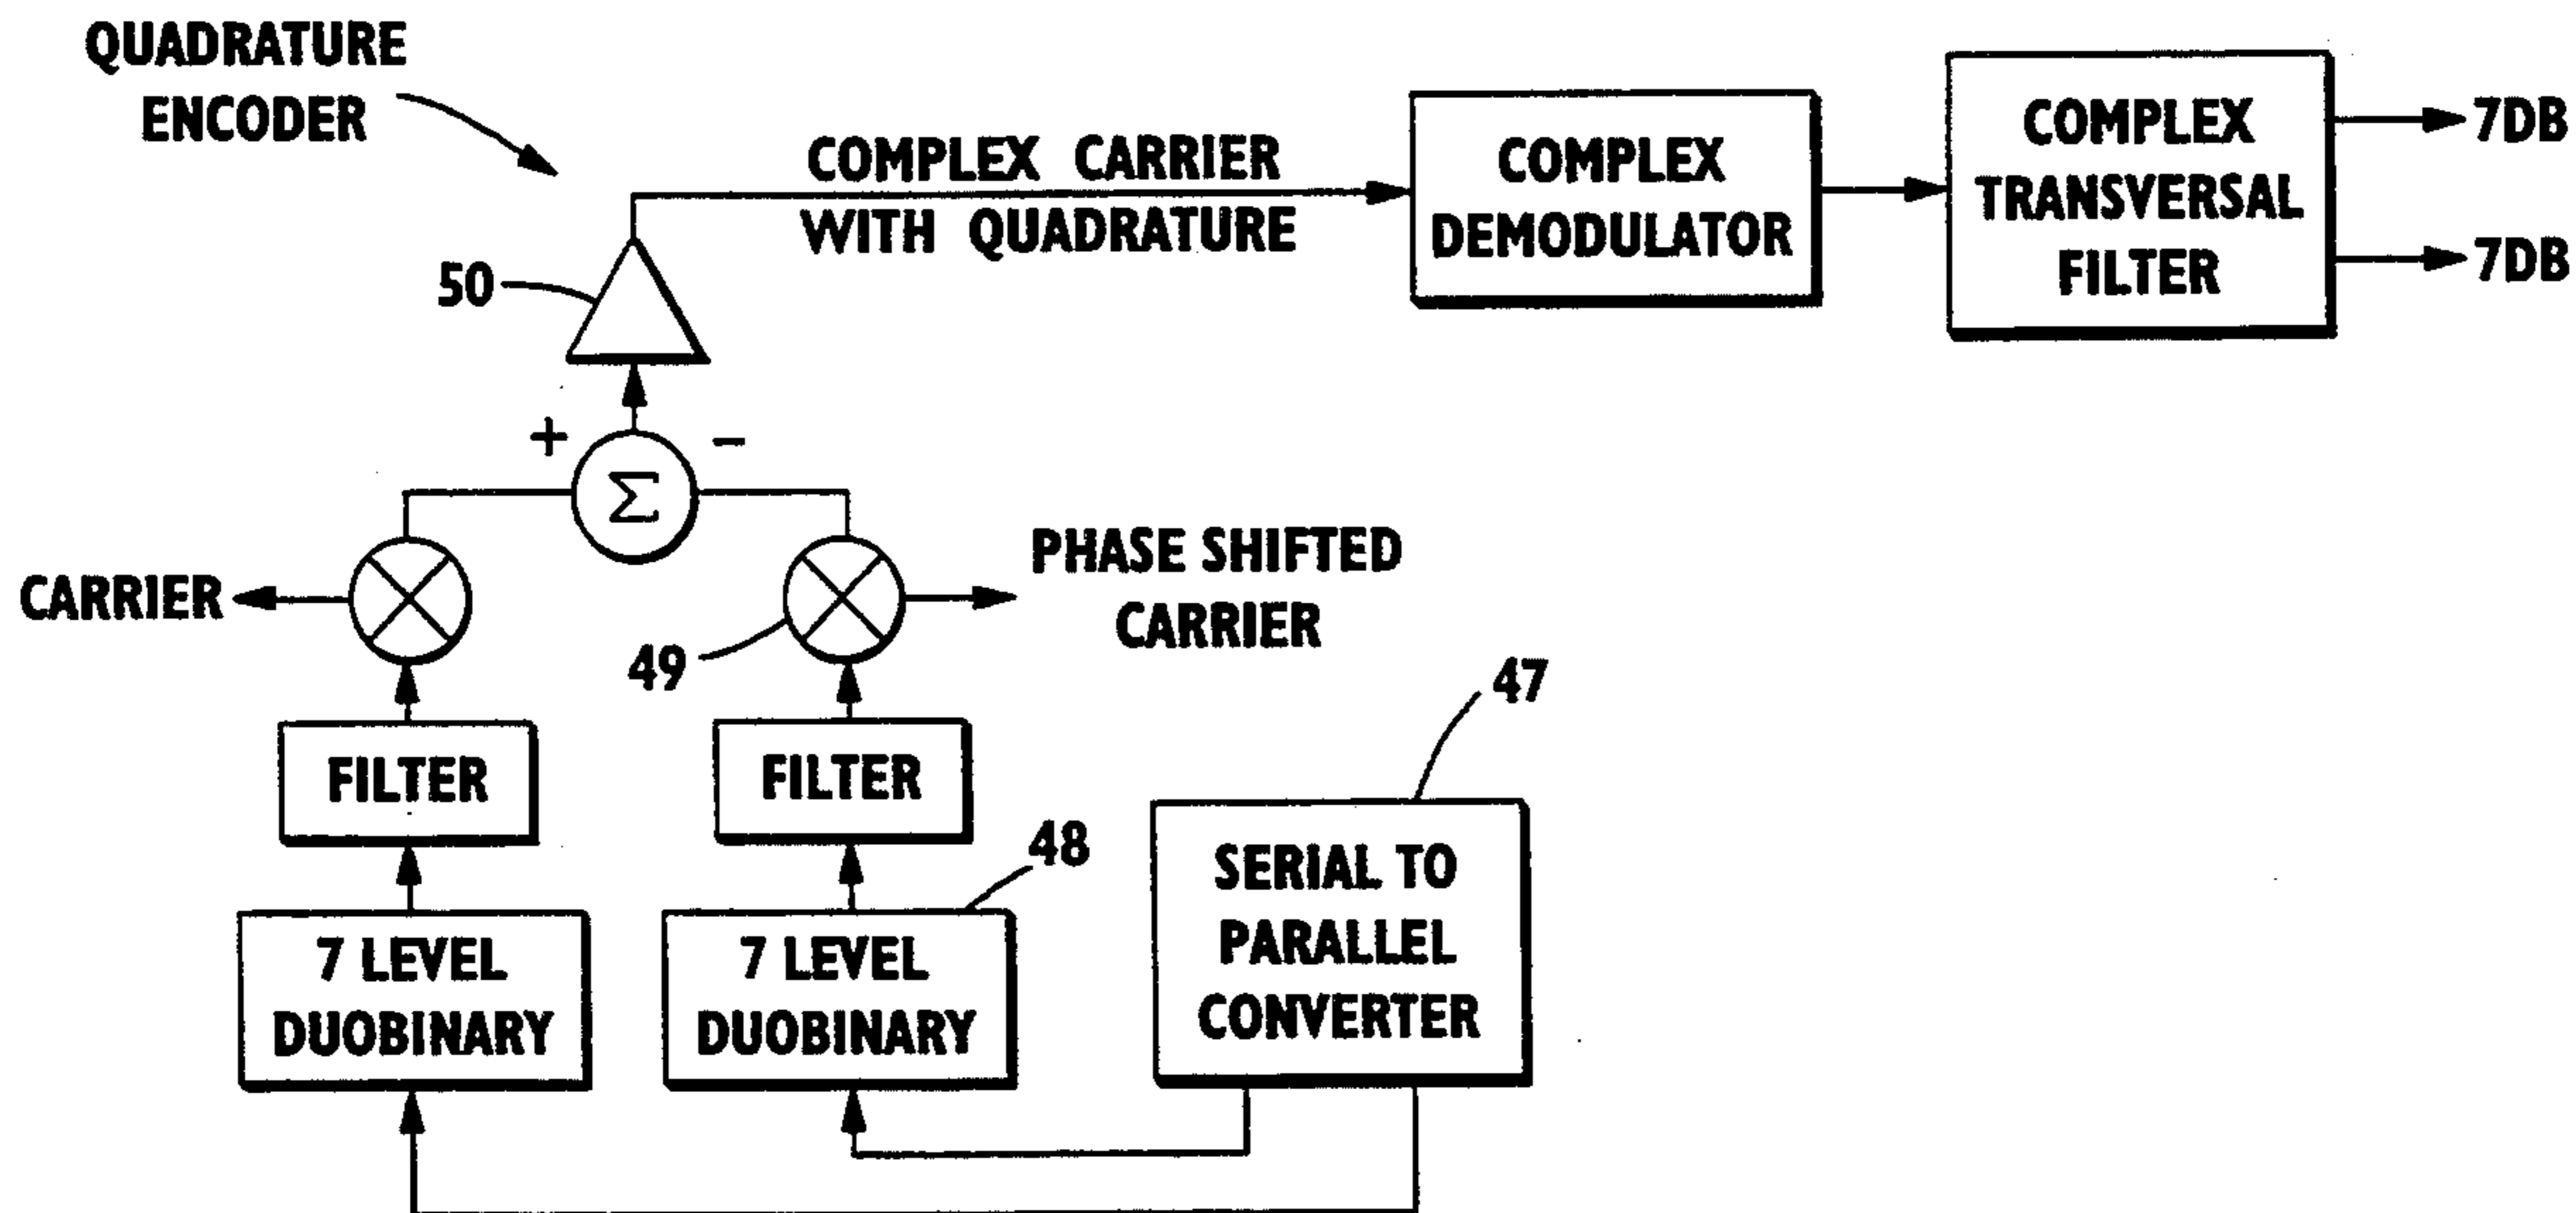 QUADRATURE
ENCODER
COMPLEX CARRIER
WITH QUADRATURE
COMPLEX
DEMODULATOR
COMPLEX
TRANSVERSAL
FILTER
7DB
7DB
50
+
−
Σ
CARRIER
PHASE SHIFTED
CARRIER
49
47
FILTER
FILTER
48
7 LEVEL
DUOBINARY
7 LEVEL
DUOBINARY
SERIAL TO
PARALLEL
CONVERTER